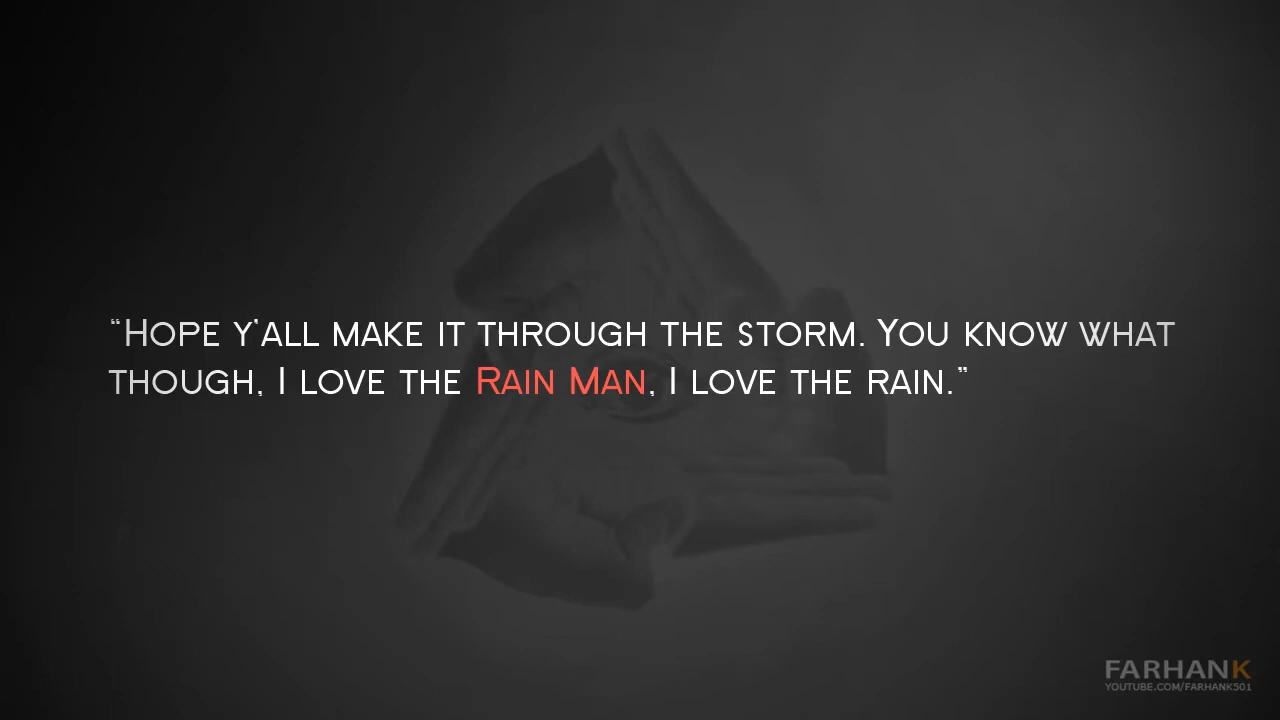 “Hope y’all make it through the storm. You know what
though, I love the Rain Man, I love the rain.”
FARHANK
YOUTUBE.COM/FARHANK501